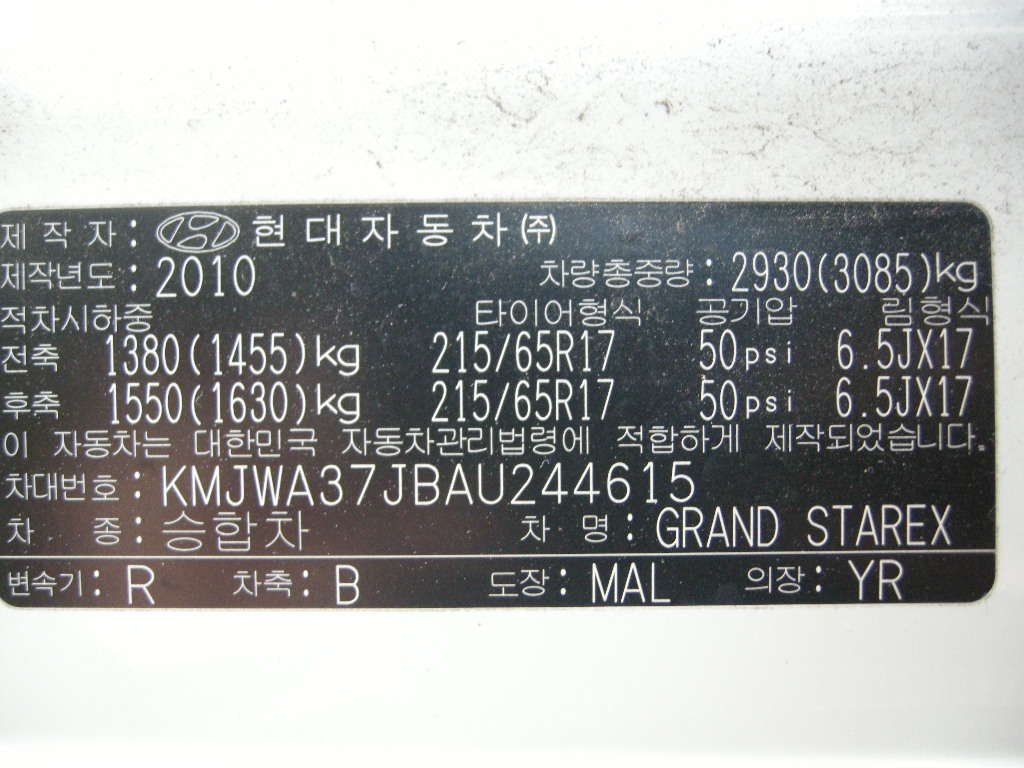 제작자: 현대자동차(주)
제작년도: 2010 차량총중량: 2930(3085)kg
적차시하중 타이어형식 공기압 림형식
전축 1380(1455)kg 215/65R17 50psi 6.5JX17
후축 1550(1630)kg 215/65R17 50psi 6.5JX17
이 자동차는 대한민국 자동차관리법령에 적합하게 제작되었습니다.
차대번호: KMJWA37JBAU244615
차 종: 승합차 차 명: GRAND STAREX
변속기: R 차축: B 도장: MAL 의장: YR